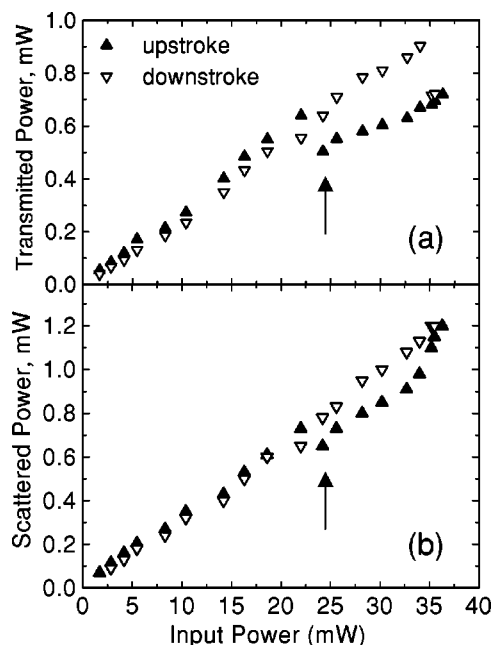 1.0
0.8
0.6
0.4
0.2
0.0
Transmitted Power, mW
upstroke
downstroke
(a)
1.2
1.0
0.8
0.6
0.4
0.2
0.0
Scattered Power, mW
(b)
0 5 10 15 20 25 30 35 40
Input Power (mW)